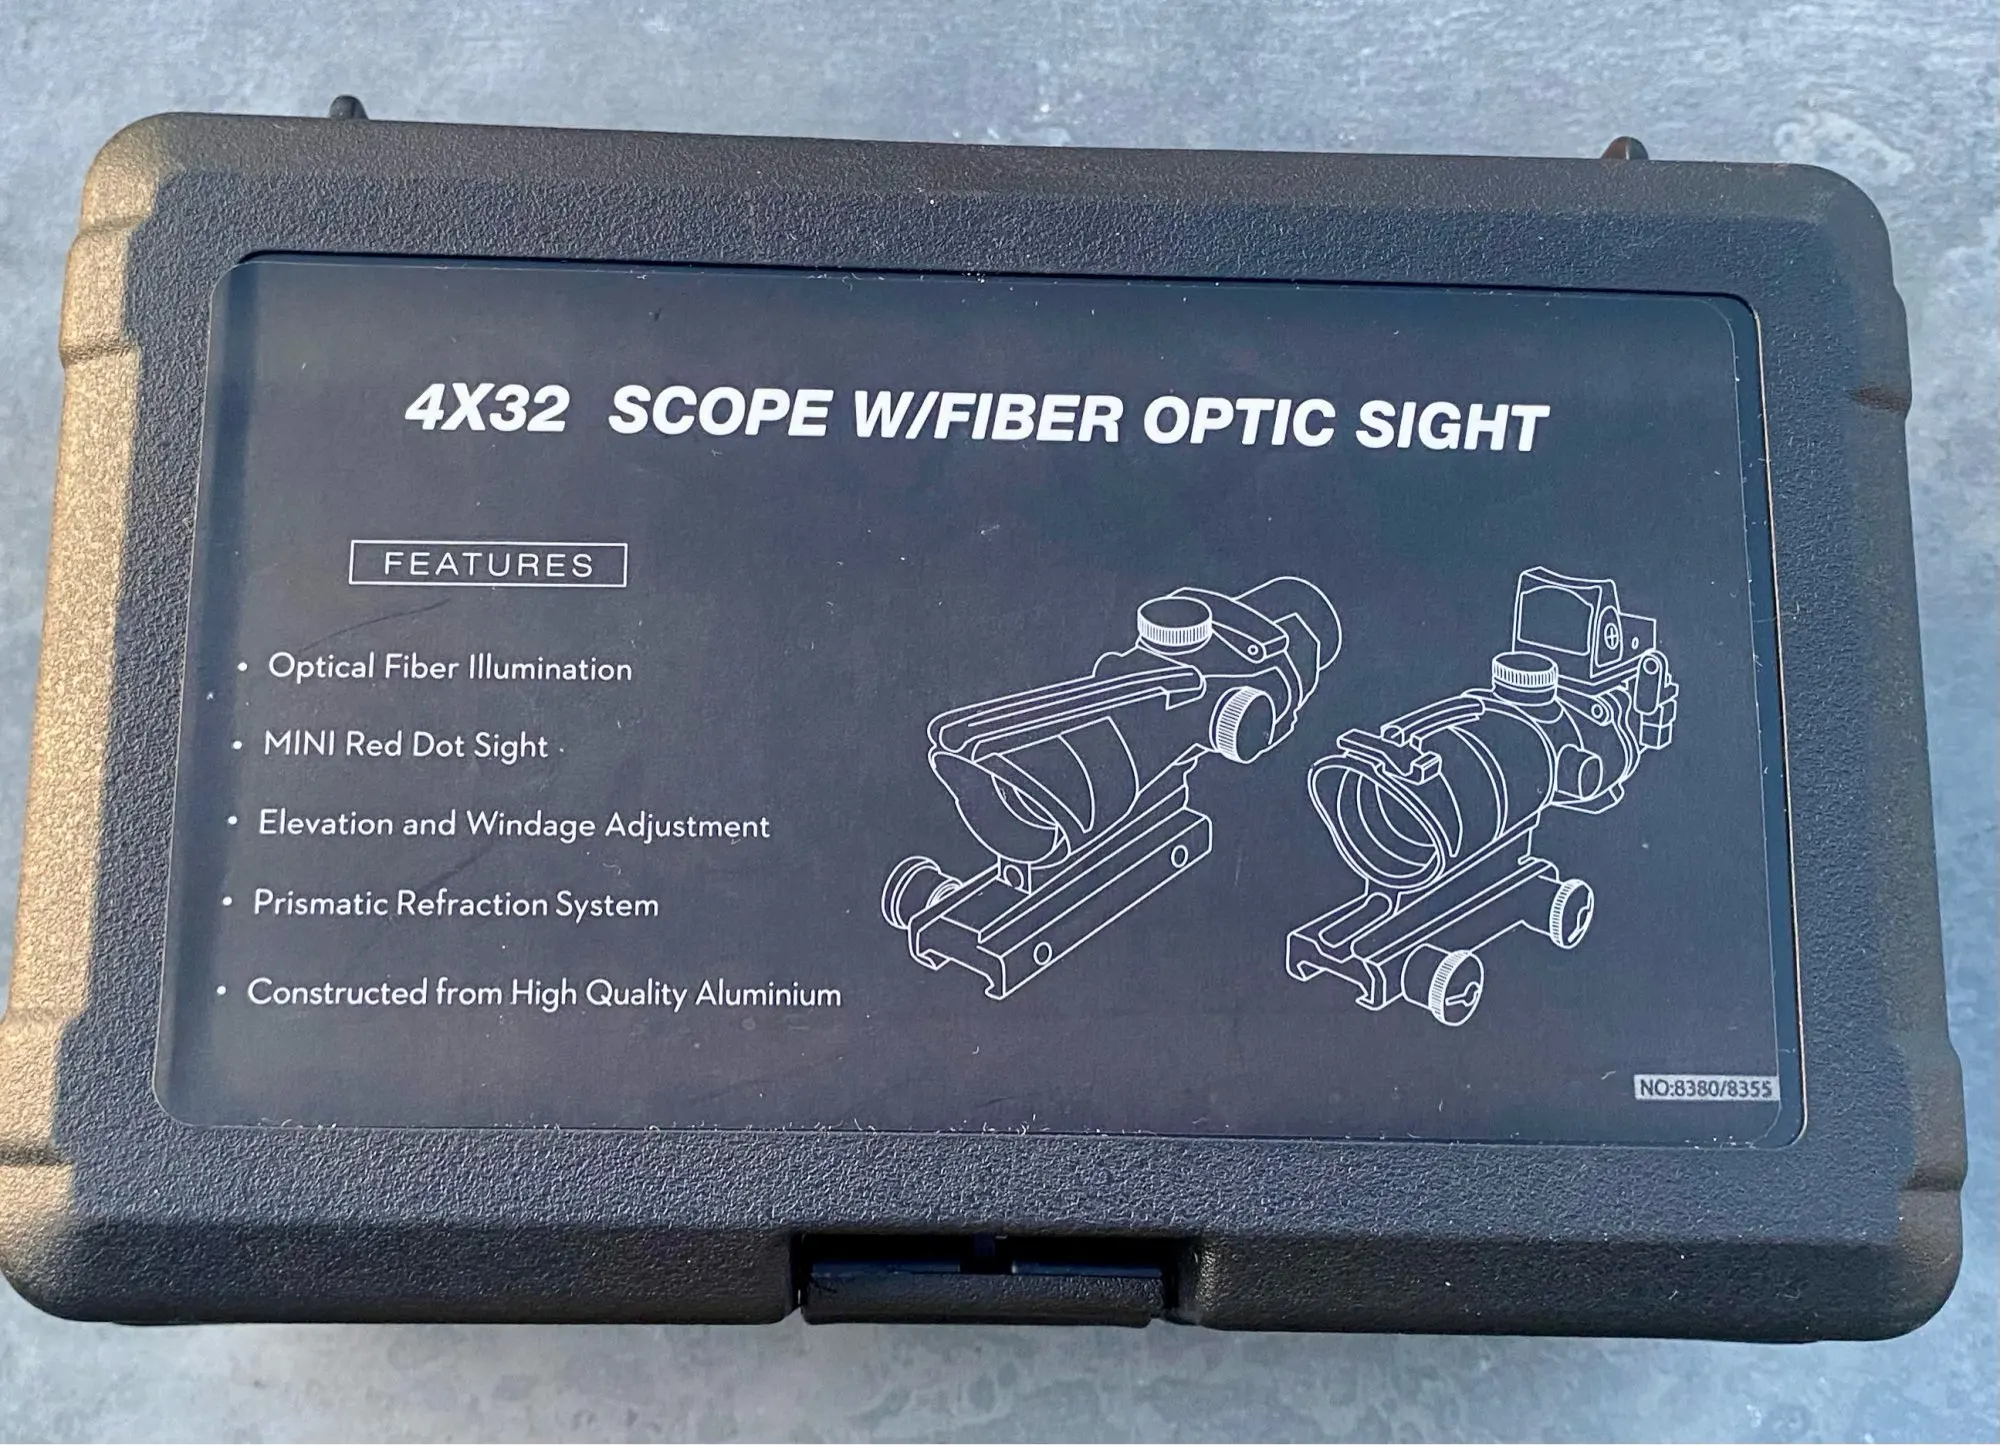 4X32 SCOPE W/FIBER OPTIC SIGHT
FEATURES
• Optical Fiber Illumination
• MINI Red Dot Sight
• Elevation and Windage Adjustment
• Prismatic Refraction System
• Constructed from High Quality Aluminium
NO:8380/8355